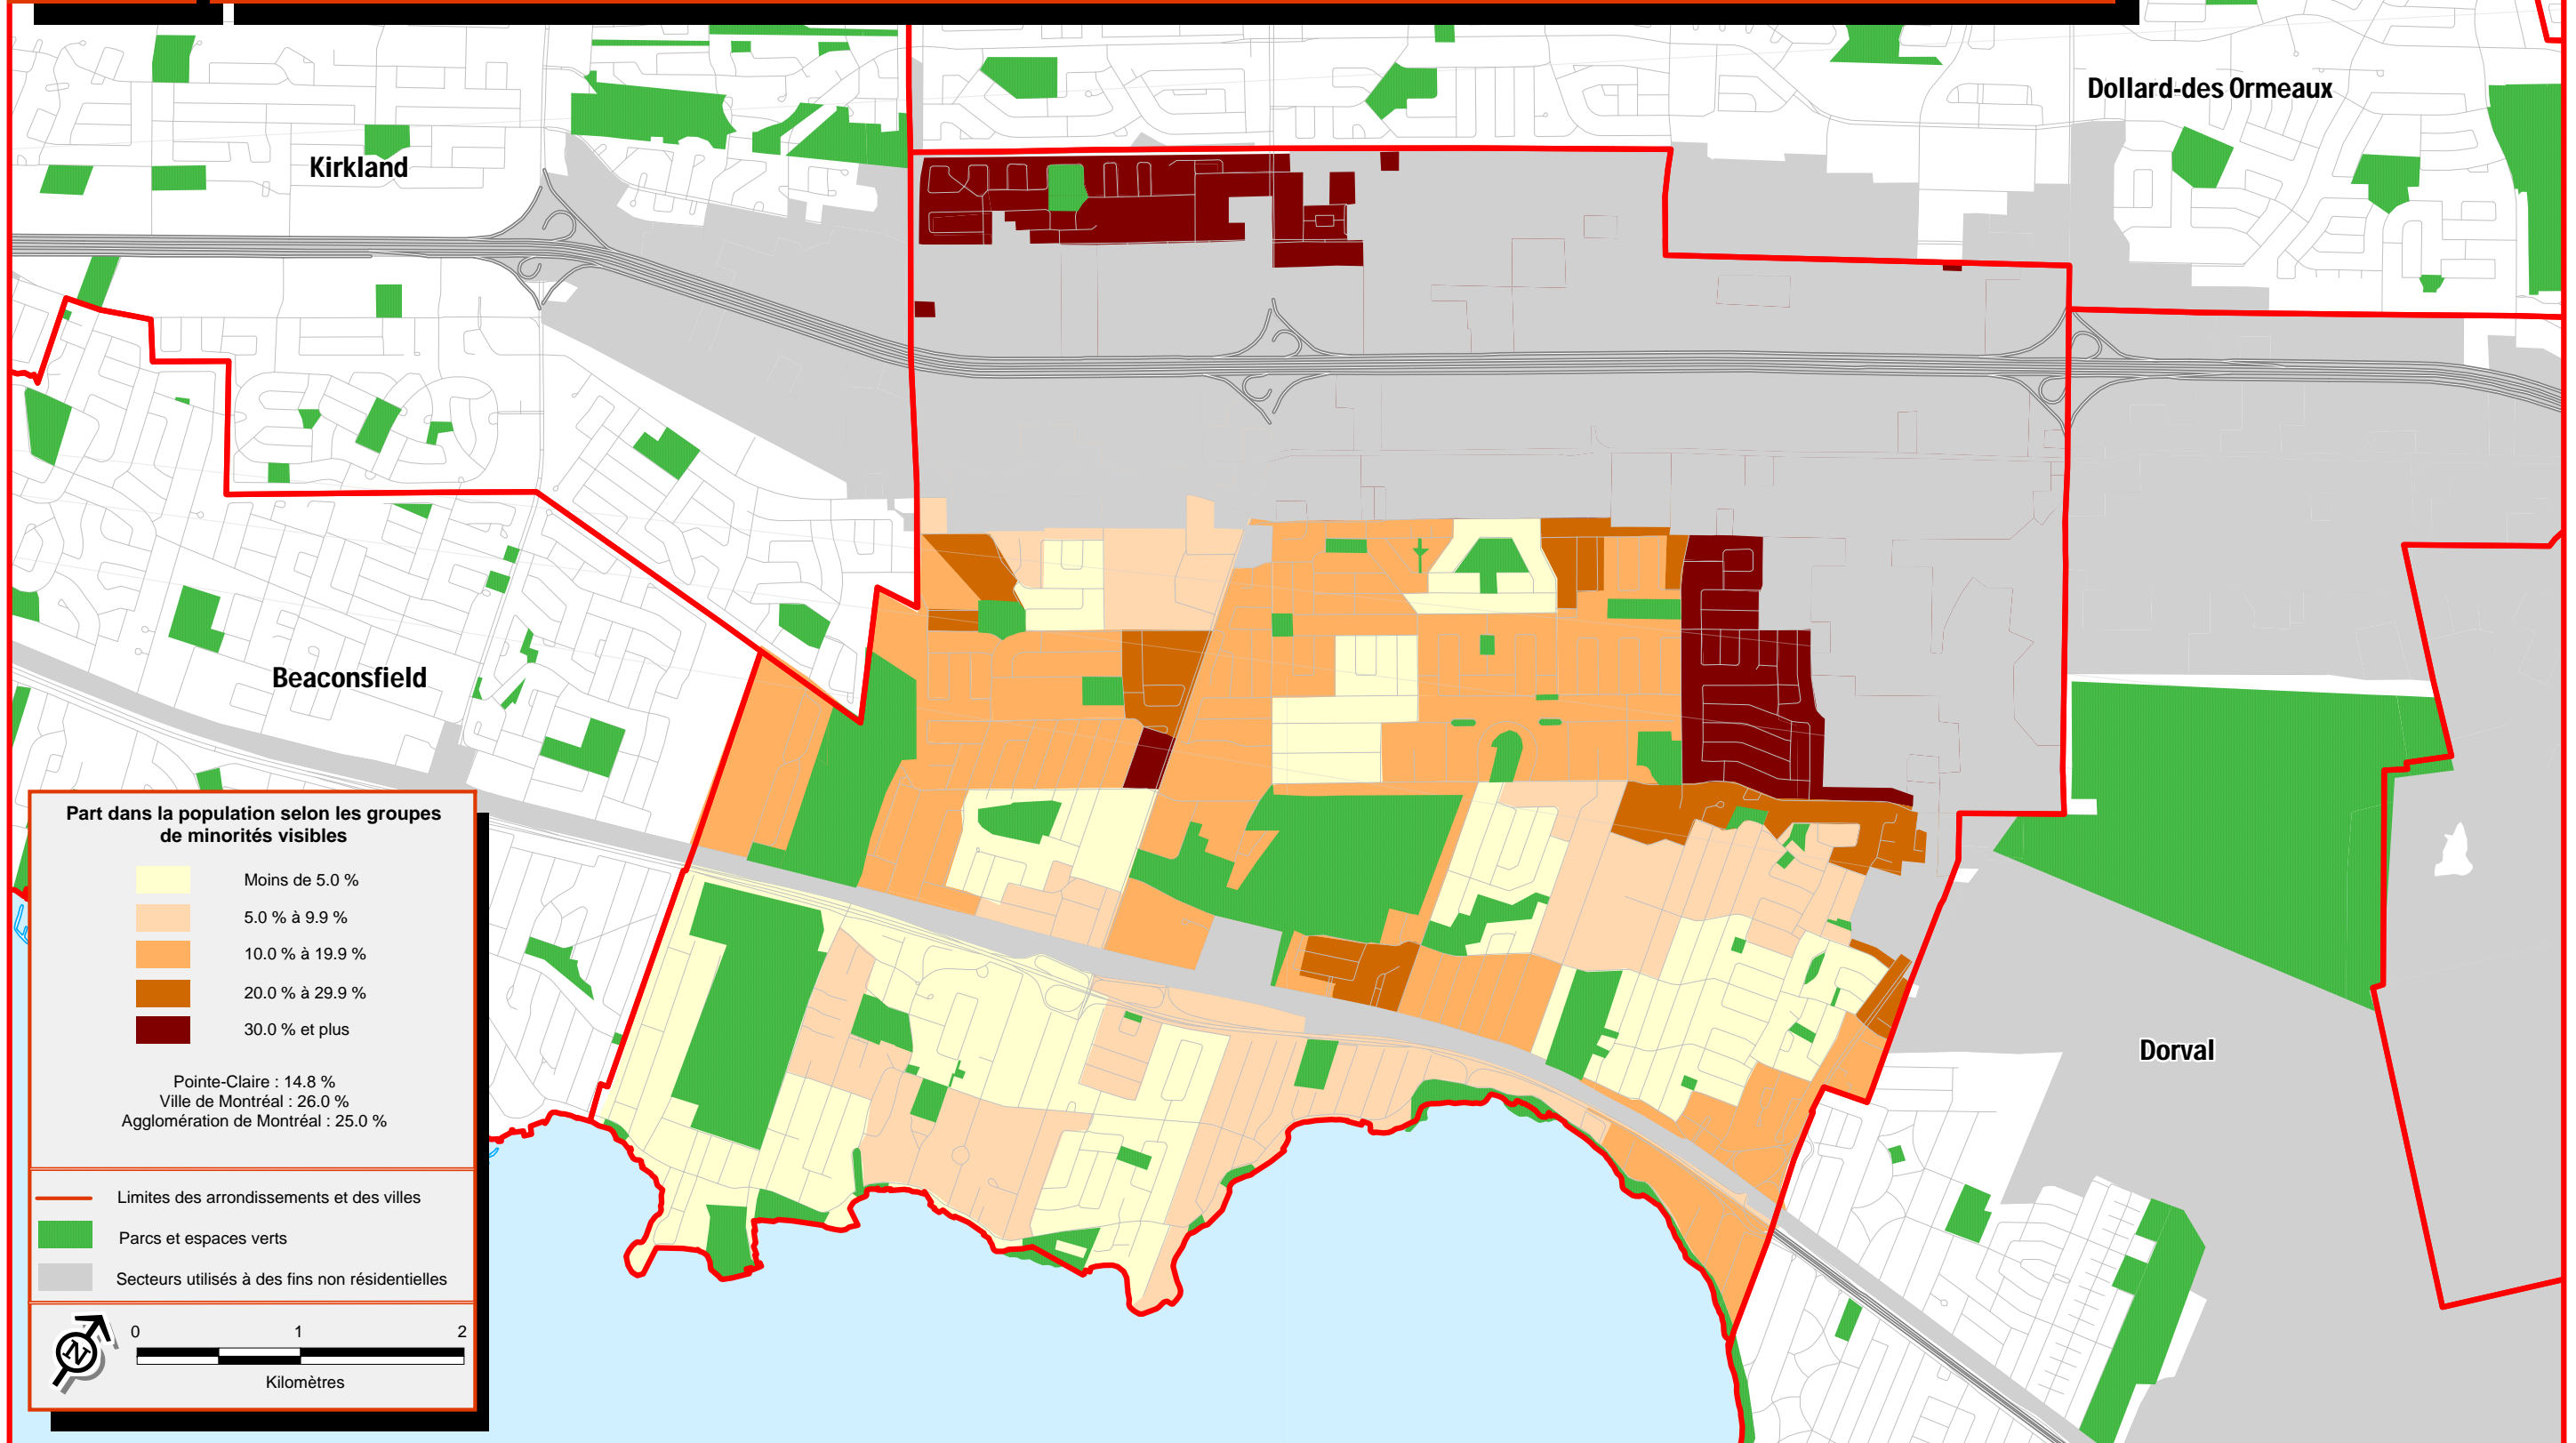 Dollard-des Ormeaux
Kirkland
Beaconsfield
Dorval
Part dans la population selon les groupes
de minorités visibles
Moins de 5.0 %
5.0 % à 9.9 %
10.0 % à 19.9 %
20.0 % à 29.9 %
30.0 % et plus
Pointe-Claire : 14.8 %
Ville de Montréal : 26.0 %
Agglomération de Montréal : 25.0 %
Limites des arrondissements et des villes
Parcs et espaces verts
Secteurs utilisés à des fins non résidentielles
N
0 1 2
Kilomètres